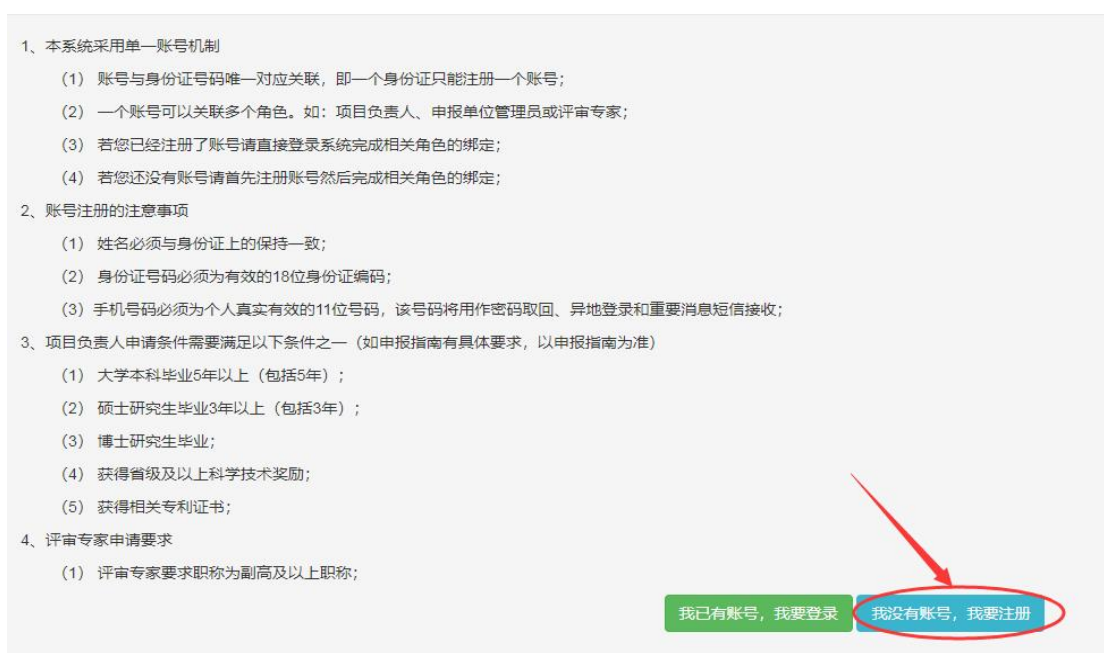 1、本系统采用单一账号机制
（1） 账号与身份证号码唯一对应关联，即一个身份证只能注册一个账号；
（2） 一个账号可以关联多个角色。如：项目负责人、申报单位管理员或评审专家；
（3） 若您已经注册了账号请直接登录系统完成相关角色的绑定；
（4） 若您还没有账号请首先注册账号然后完成相关角色的绑定；
2、账号注册的注意事项
（1） 姓名必须与身份证上的保持一致；
（2） 身份证号码必须为有效的18位身份证编码；
（3）手机号码必须为个人真实有效的11位号码，该号码将用作密码取回、异地登录和重要消息短信接收；
3、项目负责人申请条件需要满足以下条件之一（如申报指南有具体要求，以申报指南为准）
（1） 大学本科毕业5年以上（包括5年）；
（2） 硕士研究生毕业3年以上（包括3年）；
（3） 博士研究生毕业；
（4） 获得省级及以上科学技术奖励；
（5） 获得相关专利证书；
4、评审专家申请要求
（1） 评审专家要求职称为副高及以上职称；
我已有账号，我要登录 我没有账号，我要注册